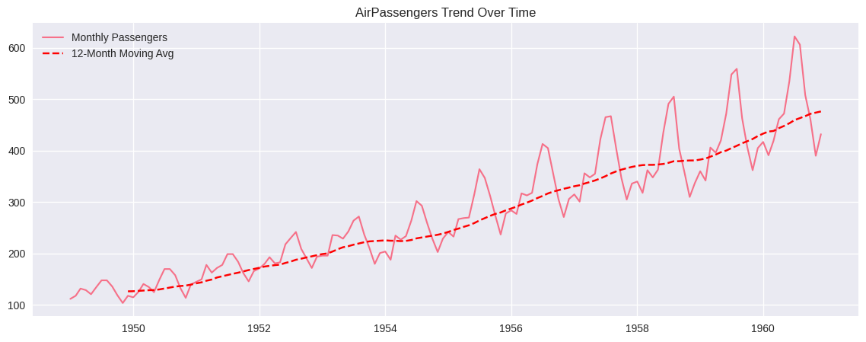 AirPassengers Trend Over Time
Monthly Passengers
12-Month Moving Avg
600
500
400
300
200
100
1950 1952 1954 1956 1958 1960